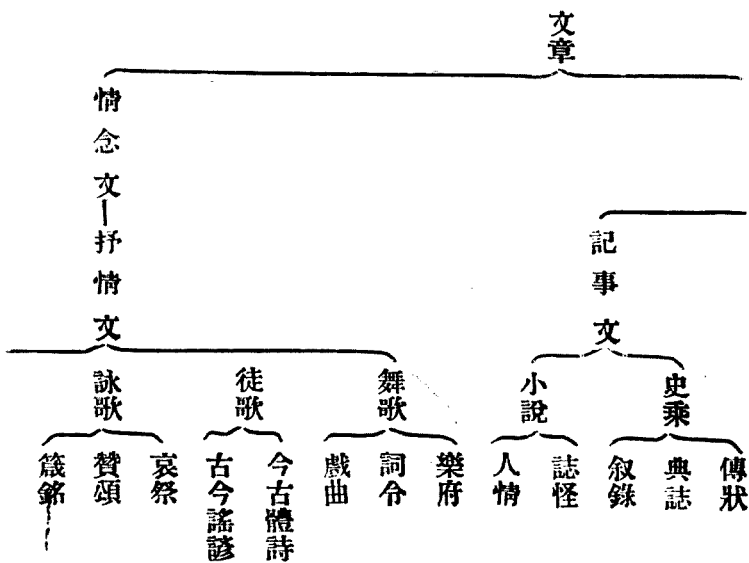 文章
記事文
史乘
傳狀
典誌
叙錄
小說
誌怪
人情
情念文
抒情文
舞歌
樂府
詞令
戲曲
徒歌
今古體詩
古今謠諺
詠歌
哀祭
贊頌
箴銘